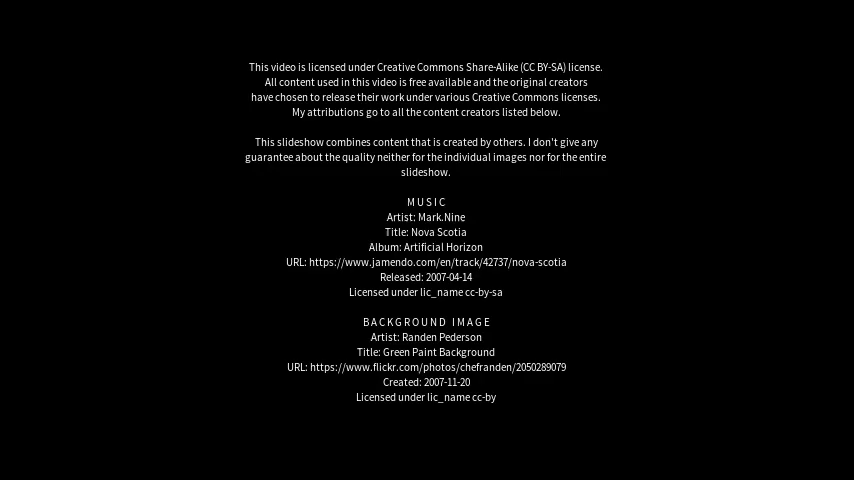 This video is licensed under Creative Commons Share-Alike (CC BY-SA) license.
All content used in this video is free available and the original creators
have chosen to release their work under various Creative Commons licenses.
My attributions go to all the content creators listed below.
This slideshow combines content that is created by others. I don't give any
guarantee about the quality neither for the individual images nor for the entire
slideshow.
MUSIC
Artist: Mark.Nine
Title: Nova Scotia
Album: Artificial Horizon
URL: https://www.jamendo.com/en/track/42737/nova-scotia
Released: 2007-04-14
Licensed under lic_name cc-by-sa
BACKGROUND IMAGE
Artist: Randen Pederson
Title: Green Paint Background
URL: https://www.flickr.com/photos/chefranden/2050289079
Created: 2007-11-20
Licensed under lic_name cc-by